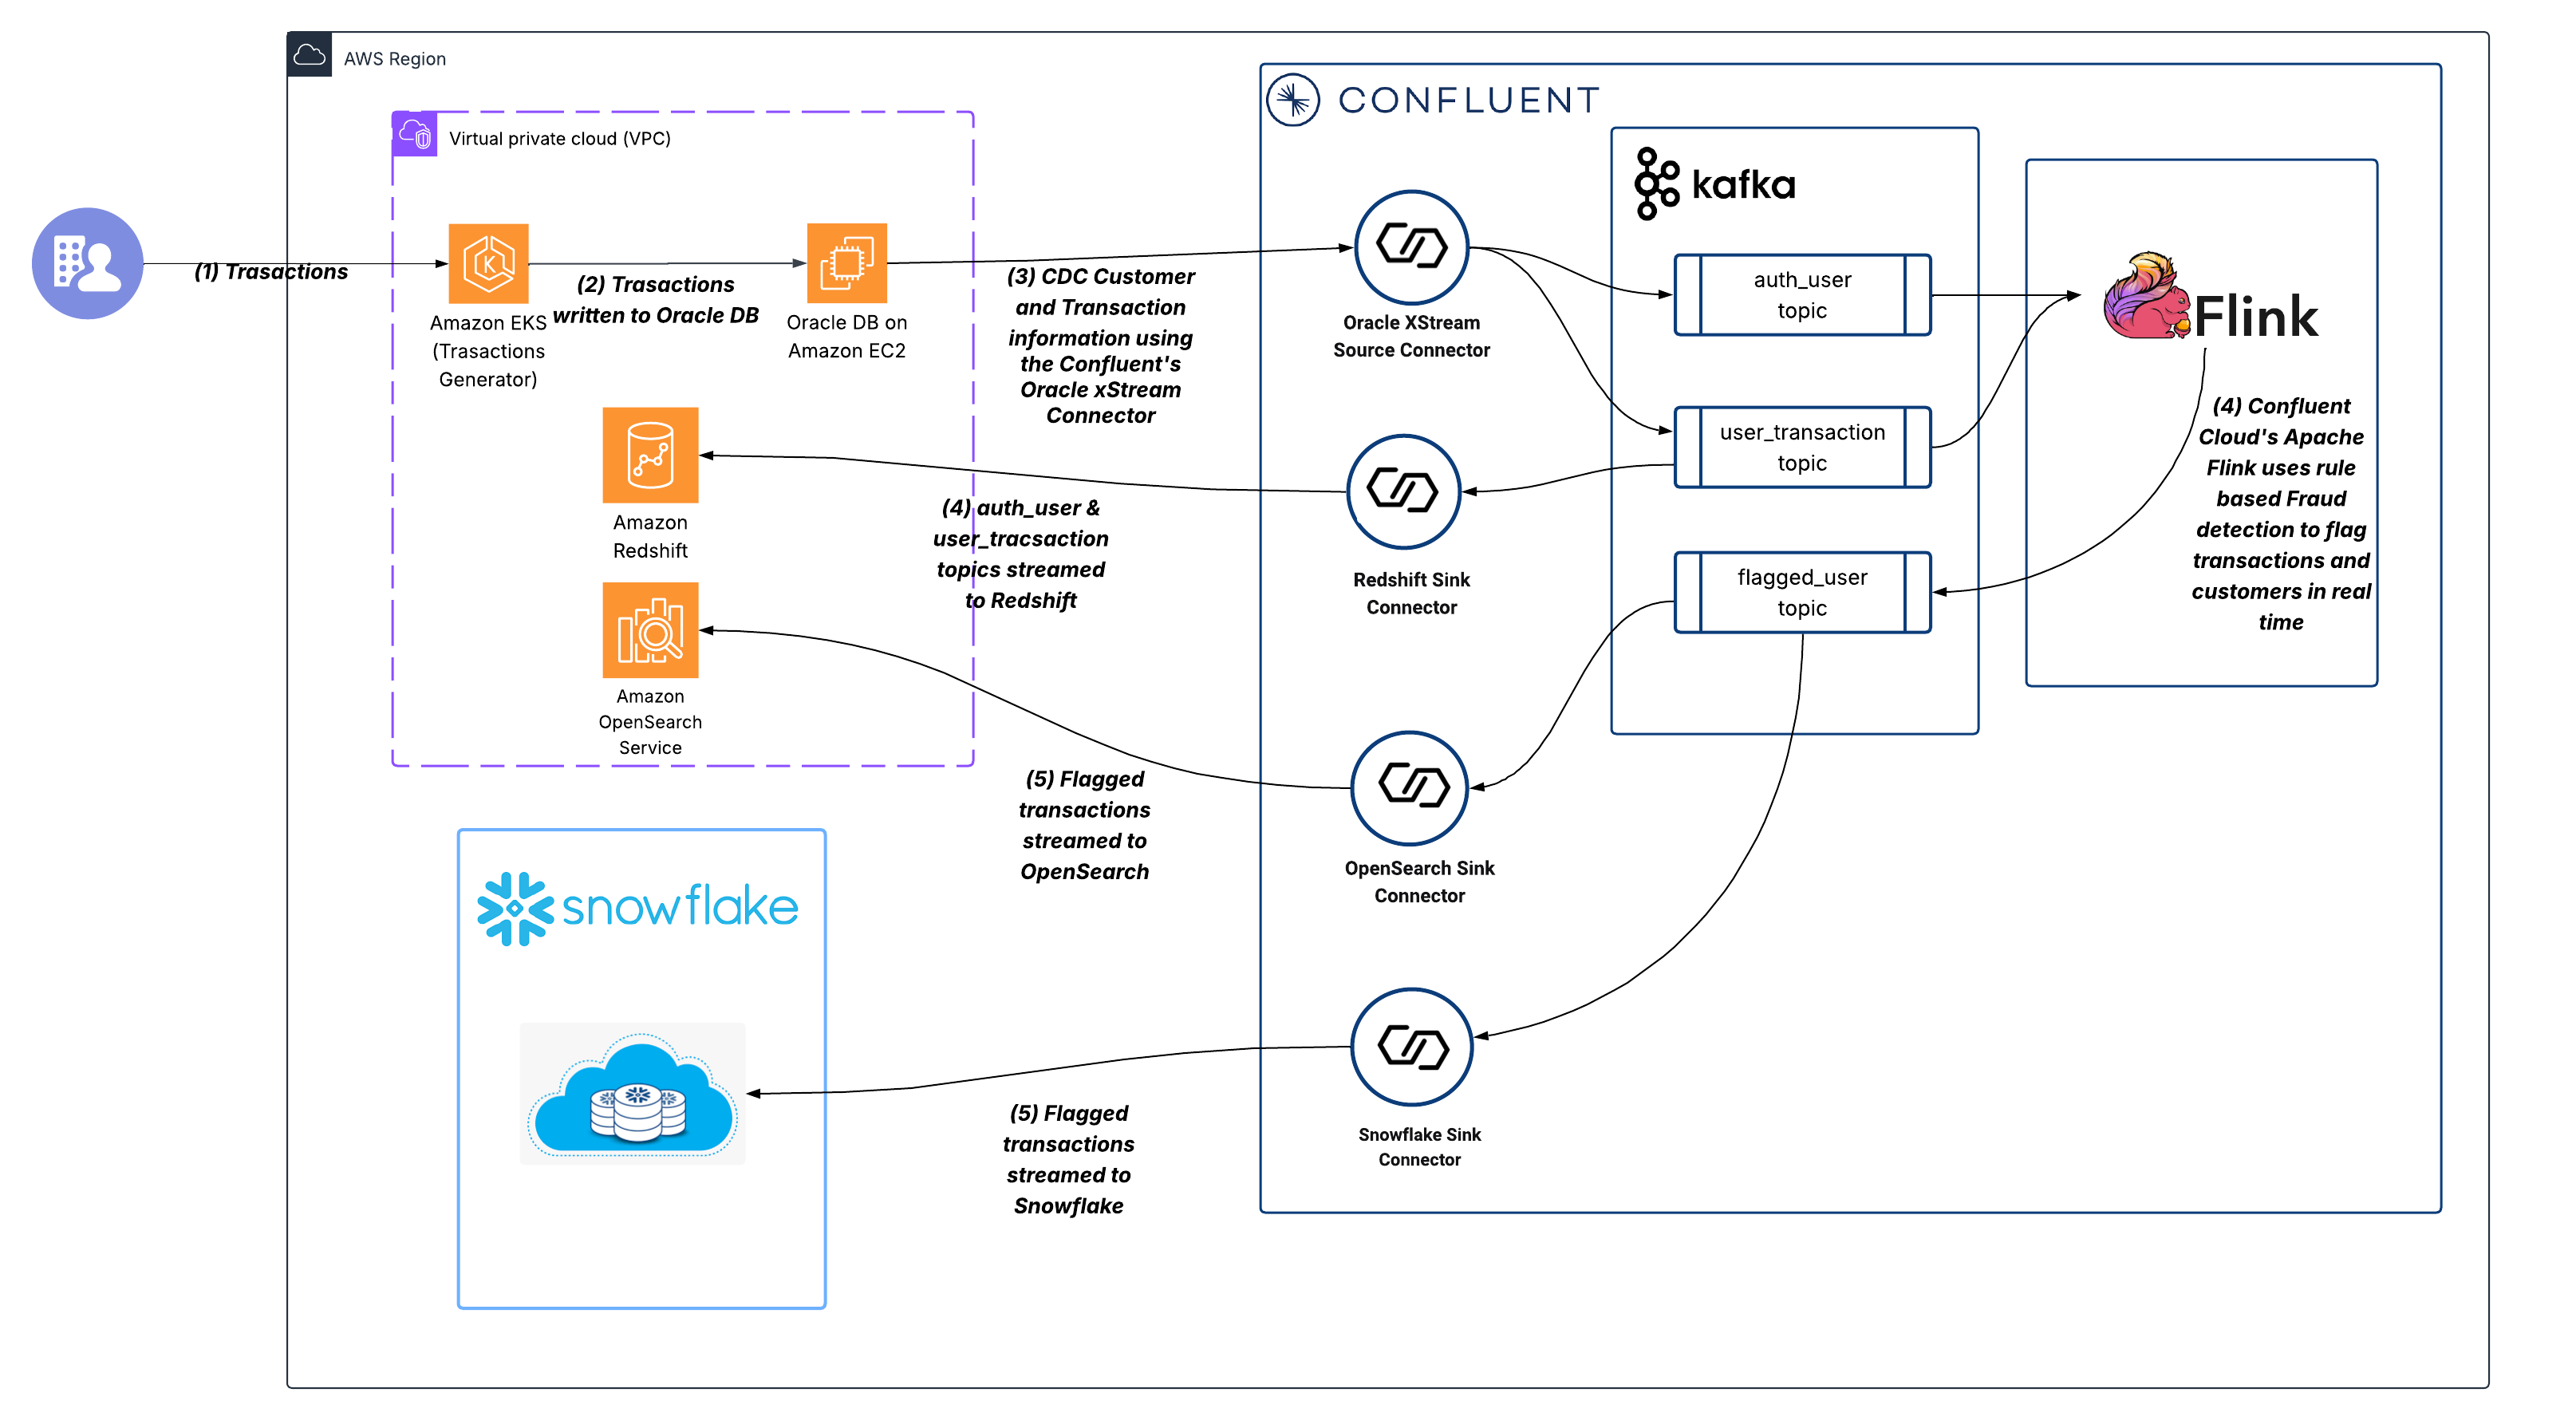 AWS Region
CONFLUENT
Virtual private cloud (VPC)
kafka
(1) Trasactions
Amazon EKS
(Trasactions
Generator)
(2) Trasactions
written to Oracle DB
Oracle DB on
Amazon EC2
(3) CDC Customer
and Transaction
information using
the Confluent's
Oracle xStream
Connector
Oracle XStream
Source Connector
auth_user
topic
user_transaction
topic
flagged_user
topic
Flink
(4) Confluent
Cloud's Apache
Flink uses rule
based Fraud
detection to flag
transactions and
customers in real
time
Amazon
Redshift
(4) auth_user &
user_tracsaction
topics streamed
to Redshift
Redshift Sink
Connector
Amazon
OpenSearch
Service
(5) Flagged
transactions
streamed to
OpenSearch
OpenSearch Sink
Connector
snowflake
(5) Flagged
transactions
streamed to
Snowflake
Snowflake Sink
Connector